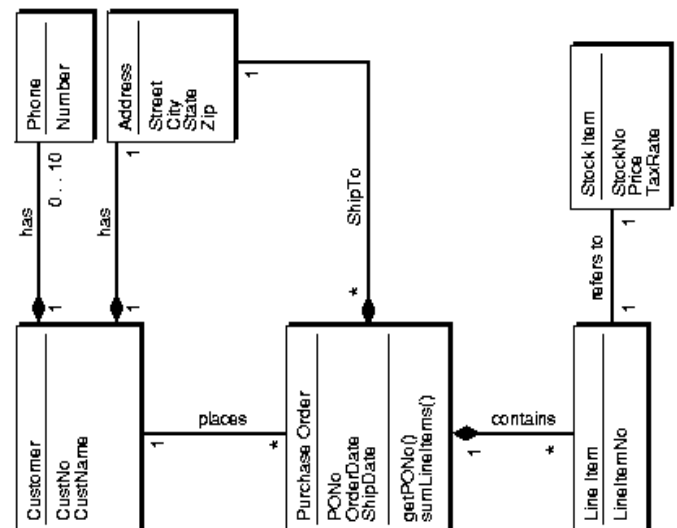 Phone
Number
Address
Street
City
State
Zip
Stock Item
StockNo
Price
TaxRate
has
0 . . 10
1
has
1
1
ShipTo
1
*
refers to
1
1
Customer
CustNo
CustName
places
1
*
Purchase Order
PONo
OrderDate
ShipDate
getPONo()
sumLineItems()
contains
1
*
Line Item
LineItemNo